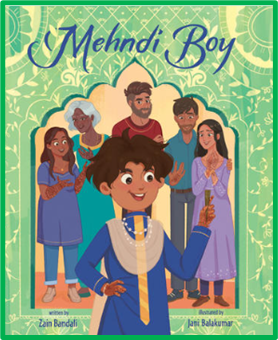 Mehndi Boy
written by
Zain Bandali
illustrated by
Jani Balakumar